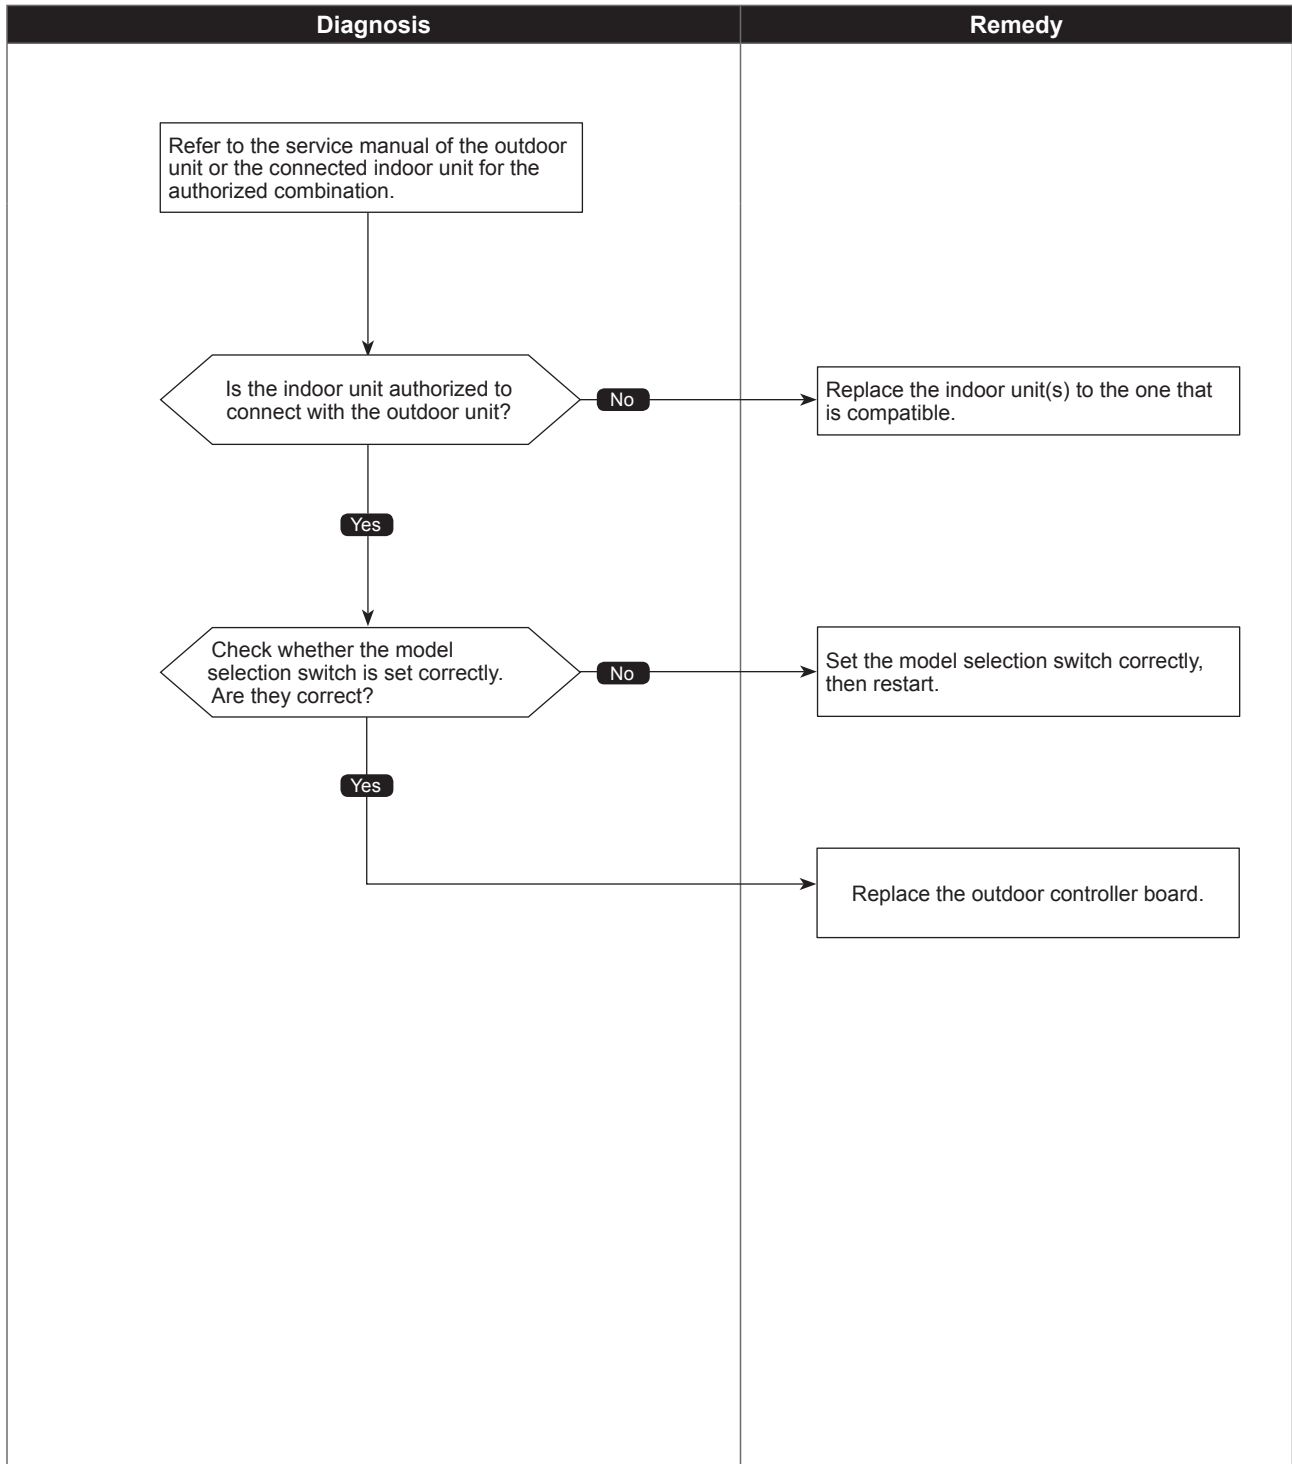 Diagnosis
Remedy
Refer to the service manual of the outdoor
unit or the connected indoor unit for the
authorized combination.
Is the indoor unit authorized to
connect with the outdoor unit?
No
Replace the indoor unit(s) to the one that
is compatible.
Yes
Check whether the model
selection switch is set correctly.
Are they correct?
No
Set the model selection switch correctly,
then restart.
Yes
Replace the outdoor controller board.